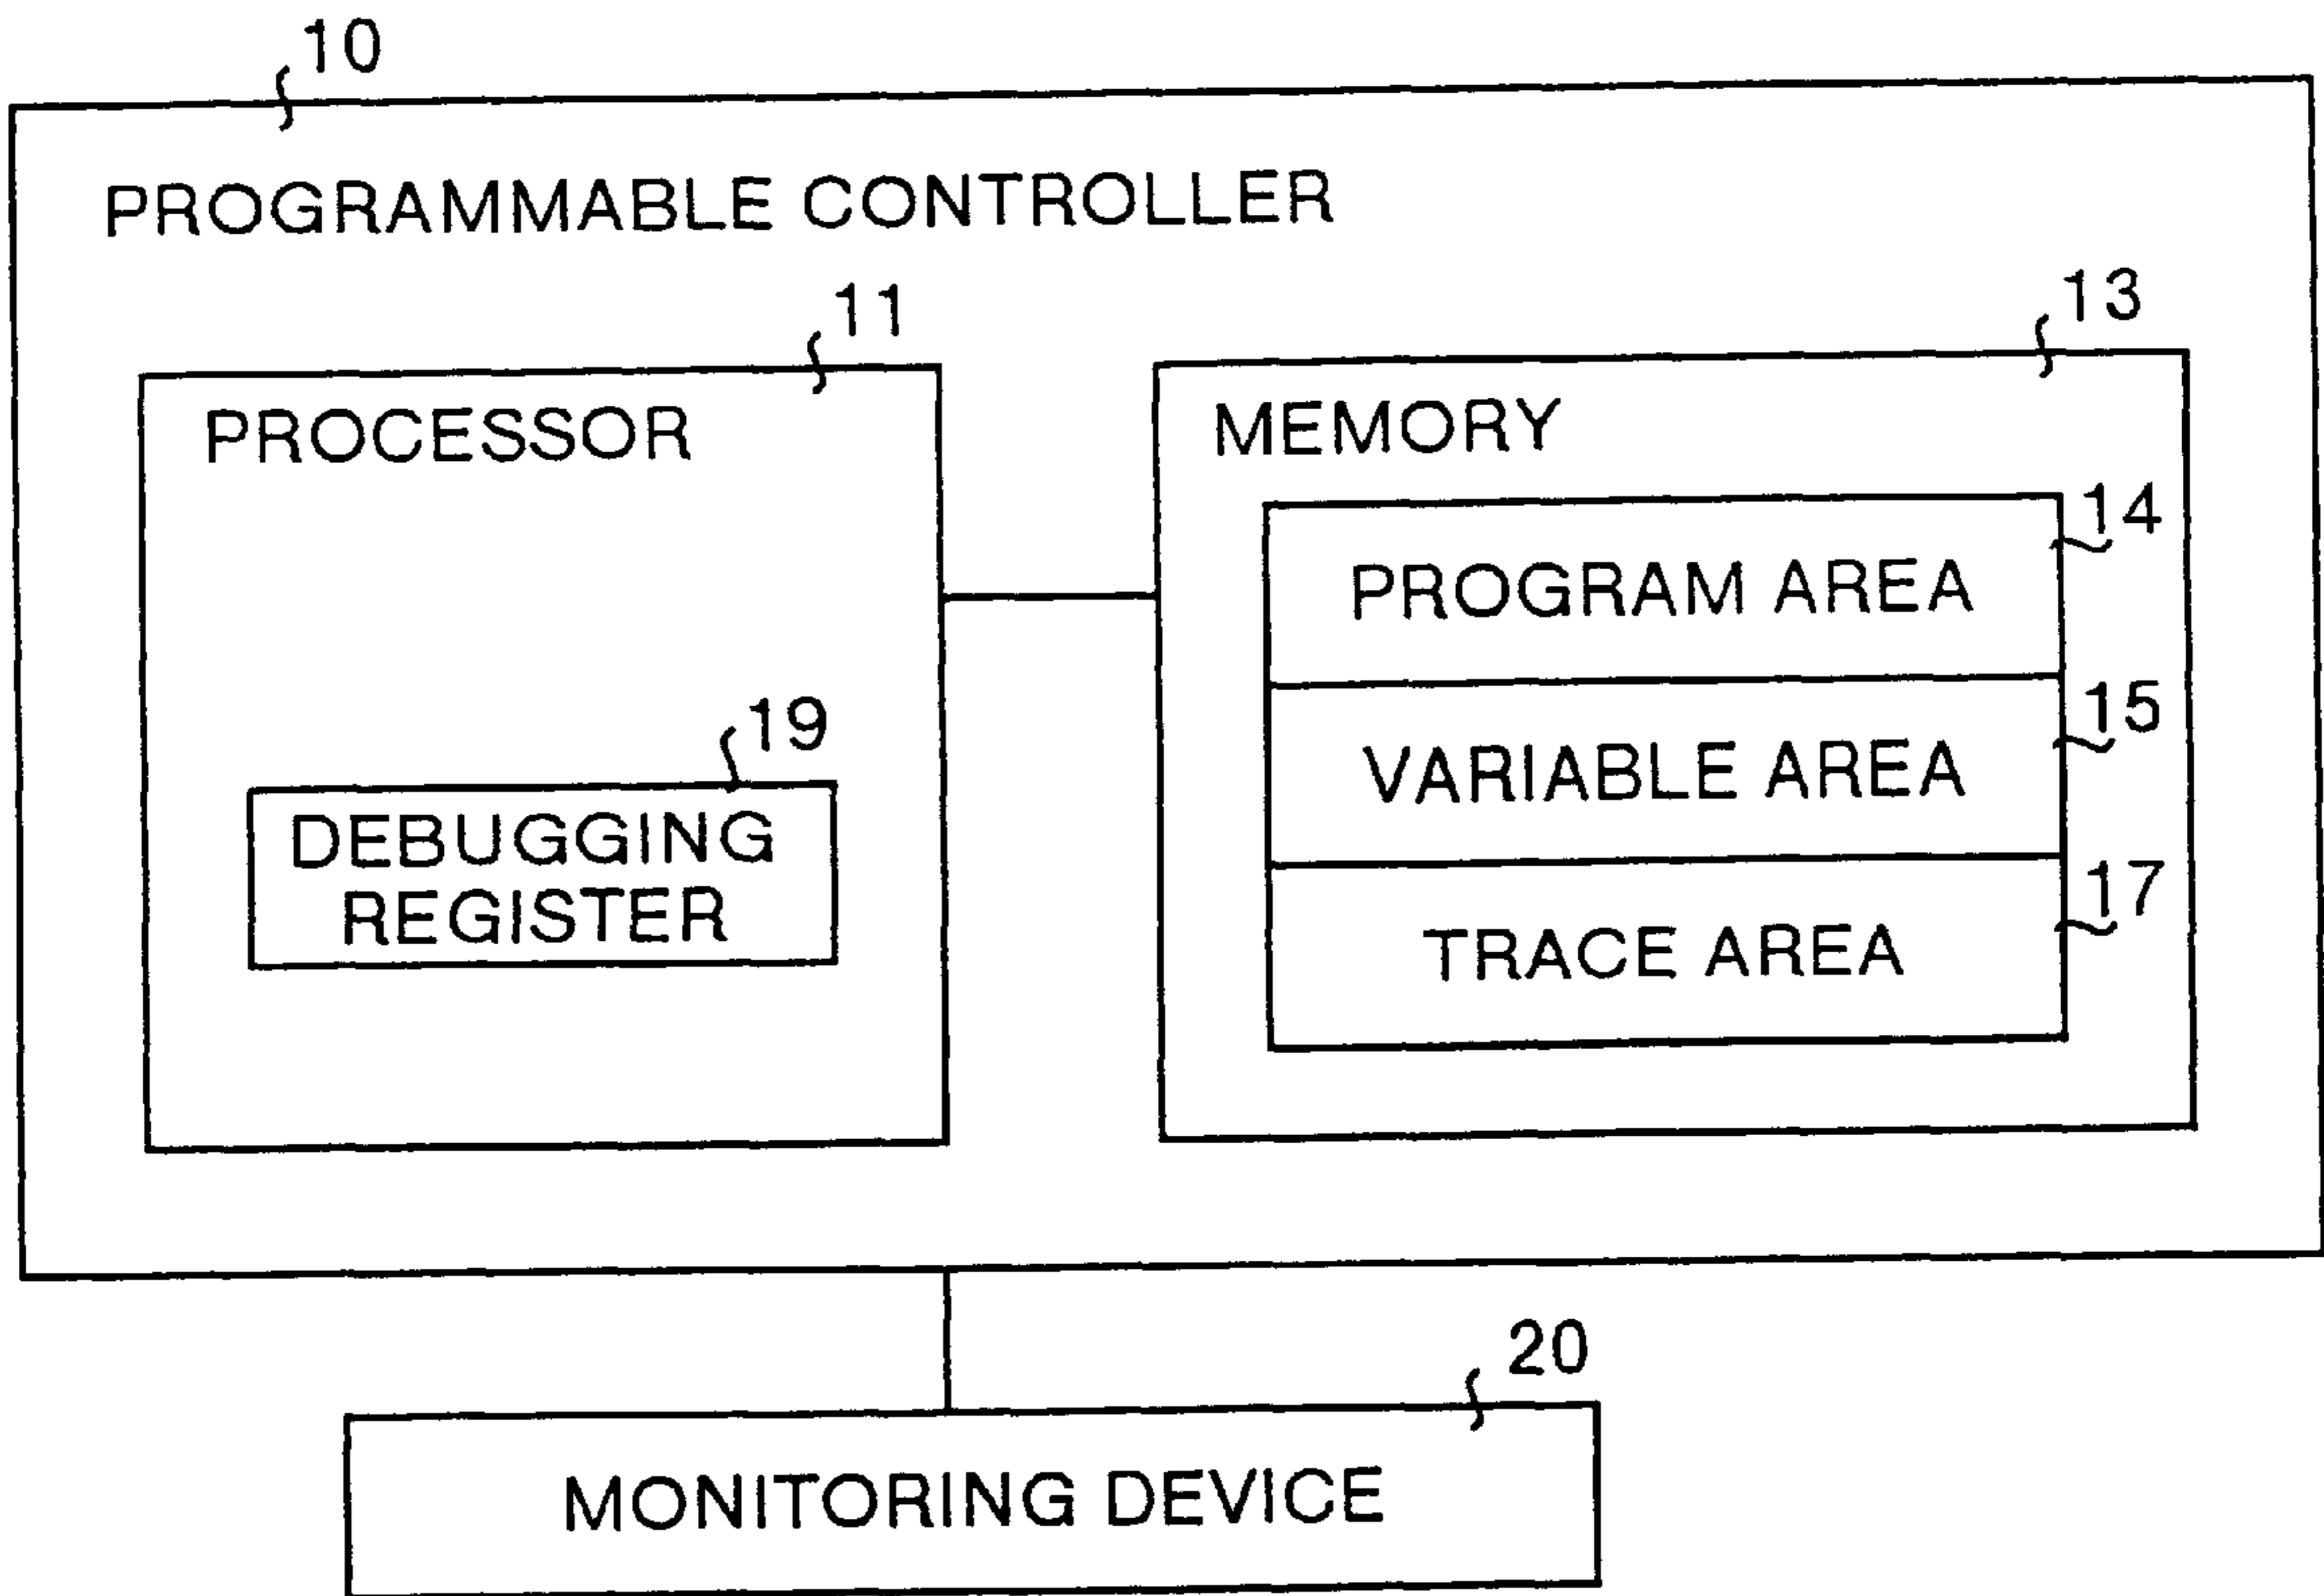 10
PROGRAMMABLE CONTROLLER
11
PROCESSOR
19
DEBUGGING
REGISTER
13
MEMORY
14
PROGRAM AREA
15
VARIABLE AREA
17
TRACE AREA
20
MONITORING DEVICE